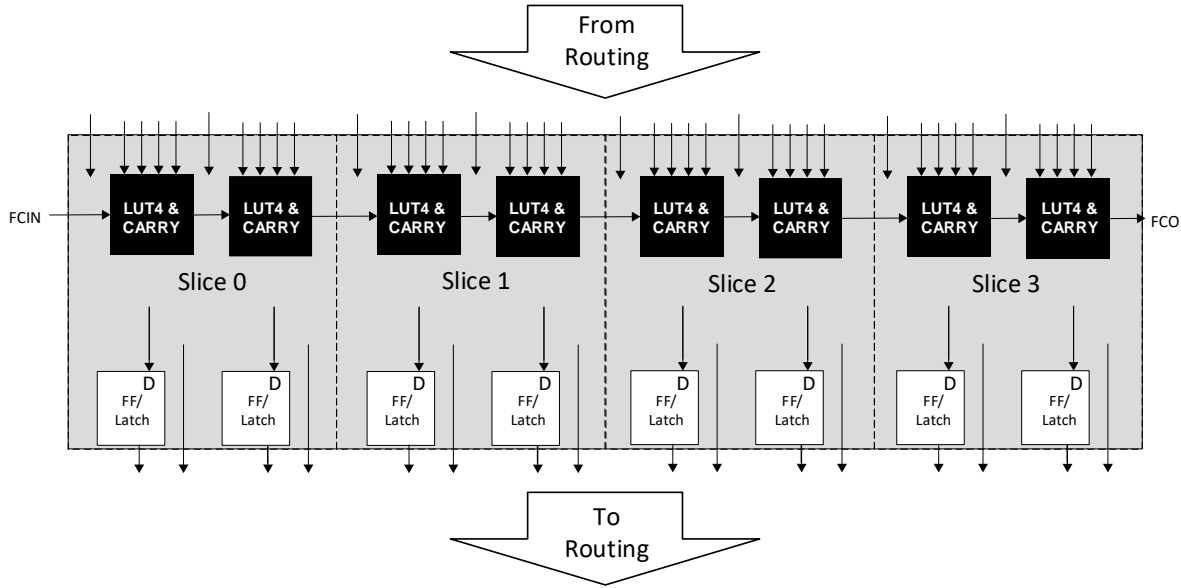 From
Routing
FCIN
LUT4 &
CARRY
LUT4 &
CARRY
LUT4 &
CARRY
LUT4 &
CARRY
LUT4 &
CARRY
LUT4 &
CARRY
LUT4 &
CARRY
LUT4 &
CARRY
FCO
Slice 0
Slice 1
Slice 2
Slice 3
D
FF/
Latch
D
FF/
Latch
D
FF/
Latch
D
FF/
Latch
D
FF/
Latch
D
FF/
Latch
D
FF/
Latch
D
FF/
Latch
To
Routing